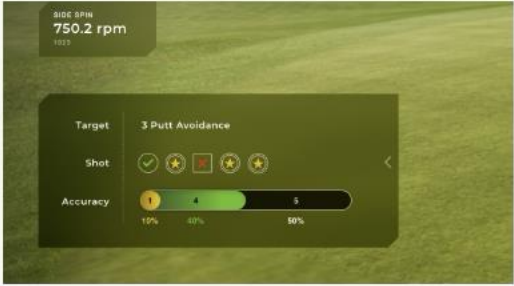 SIDE SPIN
750.2 rpm
Target 3 Putt Avoidance
Shot
Accuracy 1 4 5
10% 40% 50%